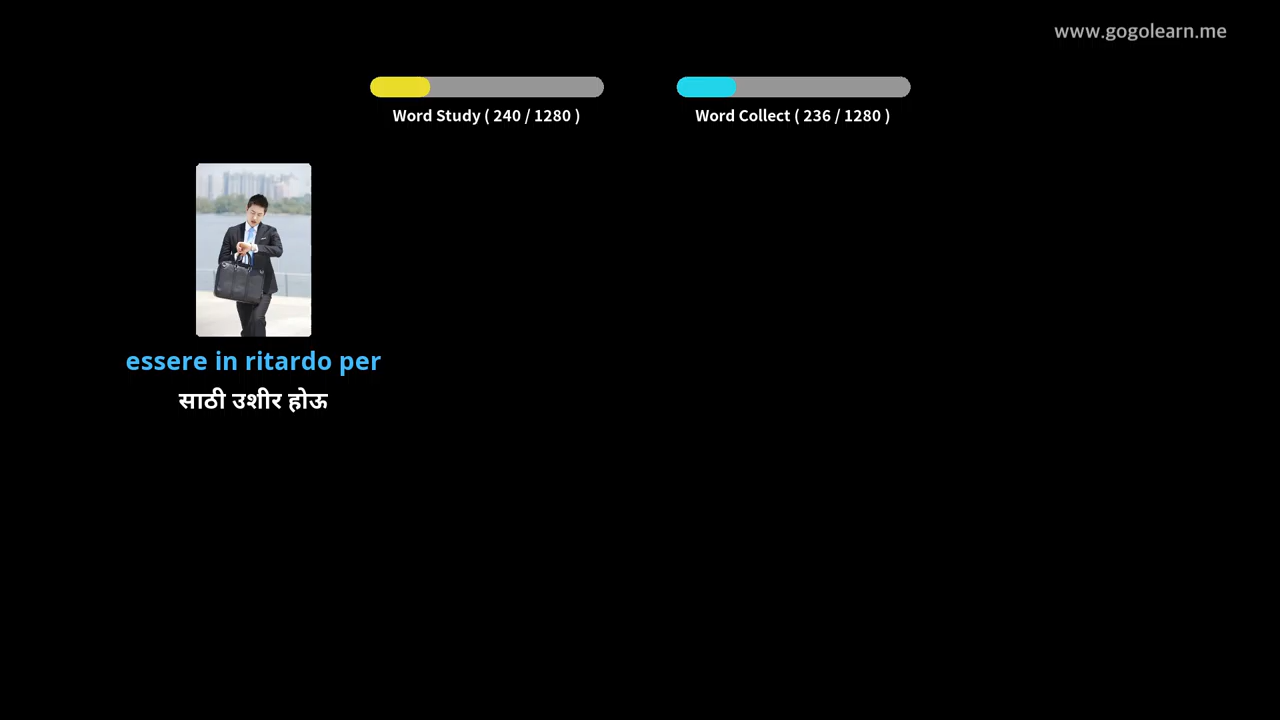 www.gogolearn.me
Word Study ( 240 / 1280 )
Word Collect ( 236 / 1280 )
essere in ritardo per
साठी उशीर होऊ